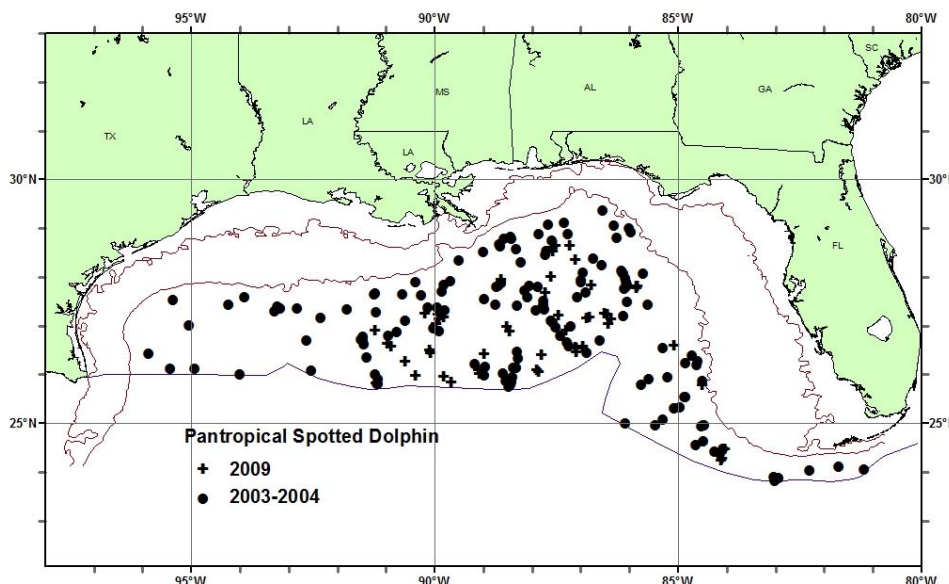 95°W 90°W 85°W 80°W
SC
MS AL GA
TX LA
LA
30°N 30°N
FL
25°N 25°N
Pantropical Spotted Dolphin
+ 2009
● 2003-2004
95°W 90°W 85°W 80°W